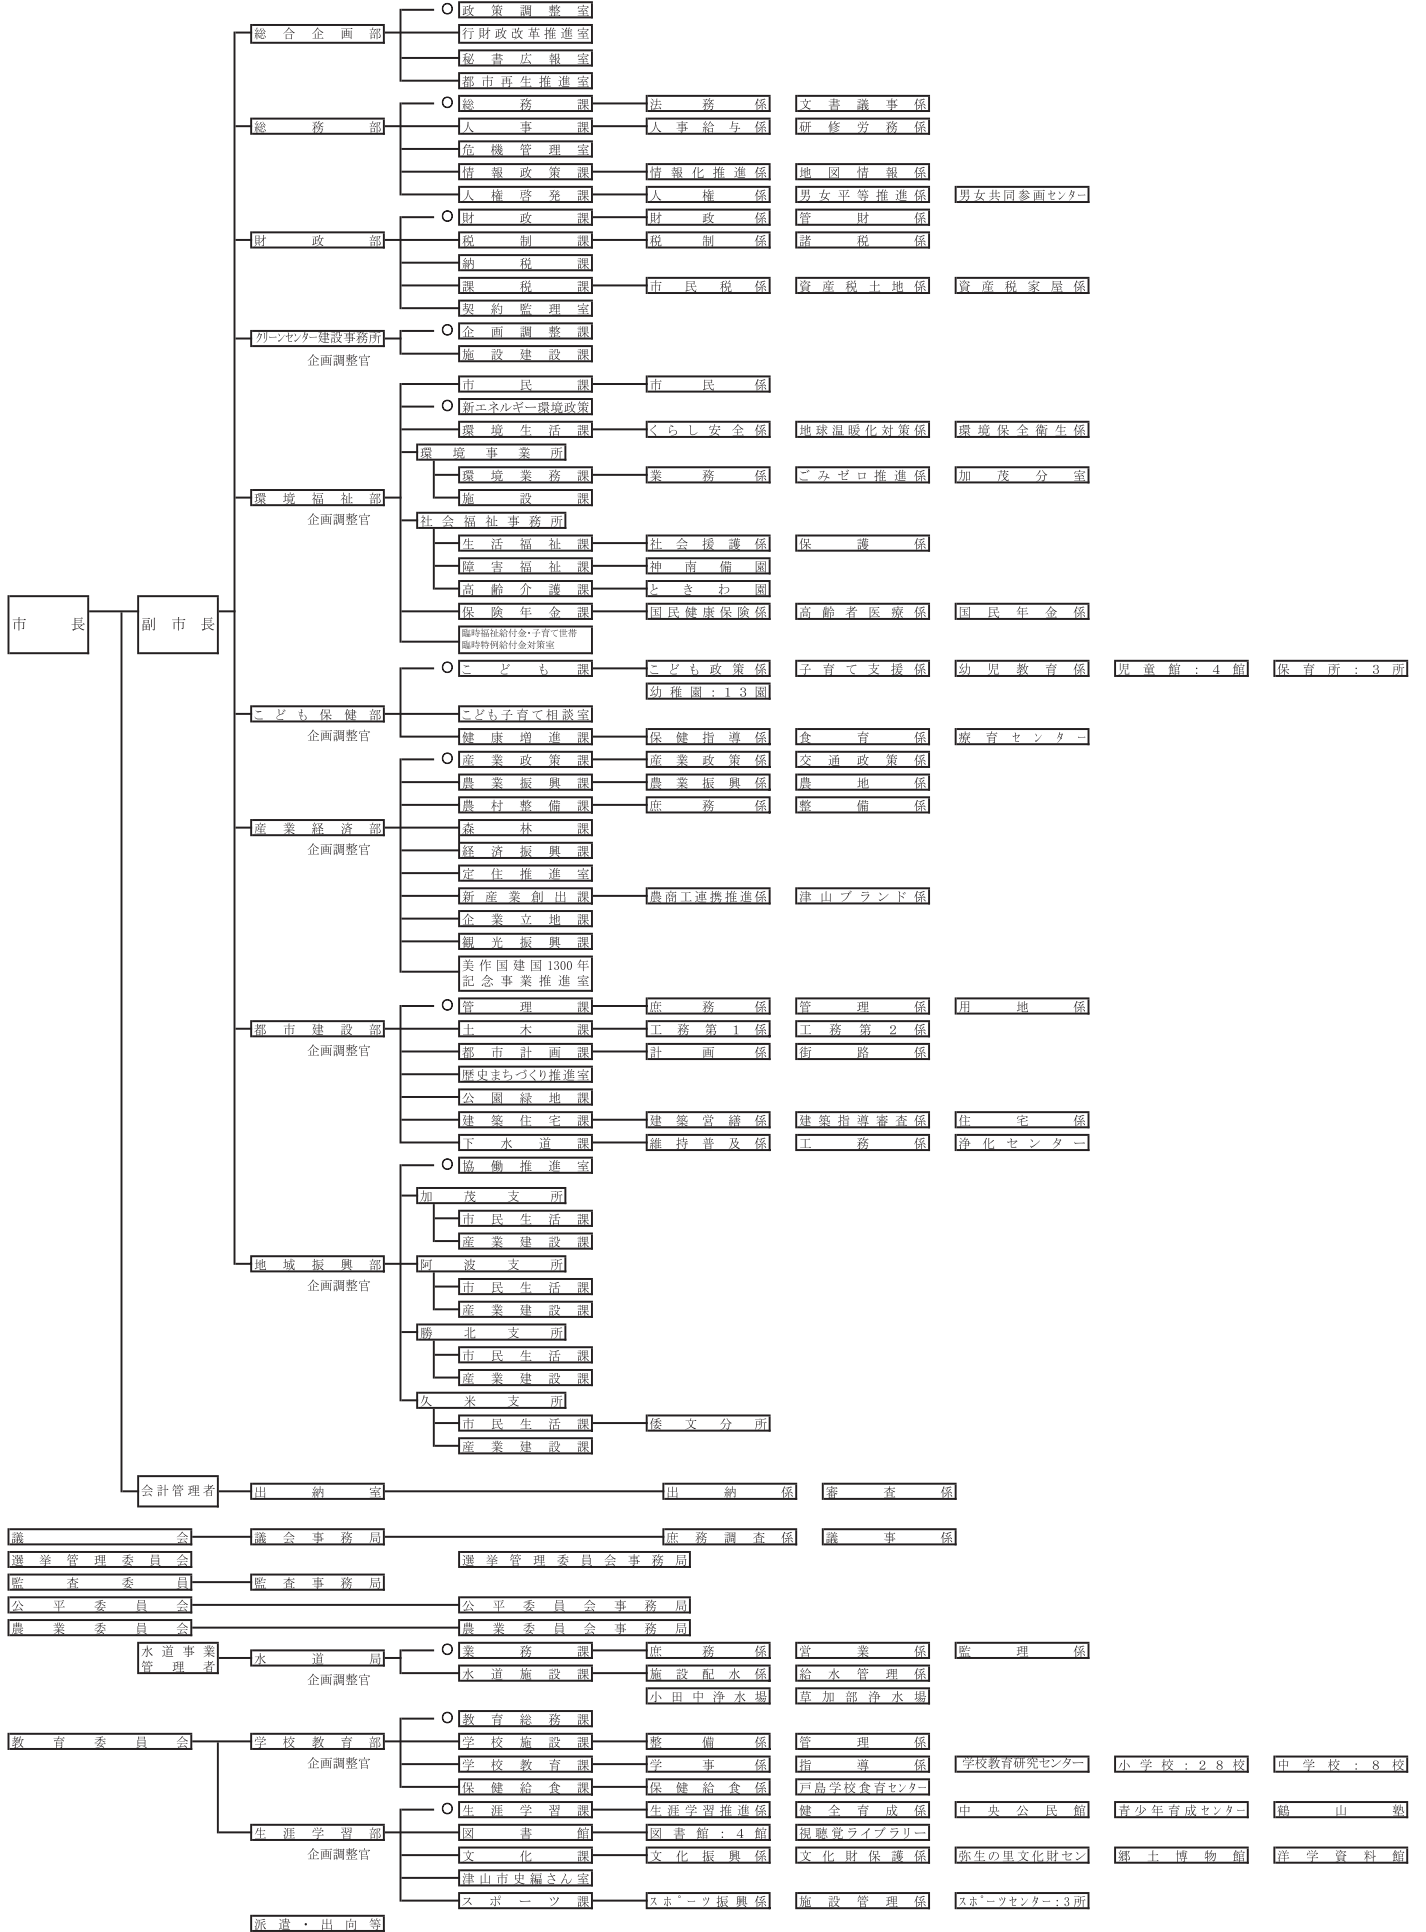 ○ 政策調整室
総合企画部 行財政改革推進室
秘書広報室
都市再生推進室
○ 総務課 法務係 文書議事係
総務部 人事課 人事給与係 研修労務係
危機管理室
情報政策課 情報化推進係 地図情報係
人権啓発課 人権係 男女平等推進係 男女共同参画センター
○ 財政課 財政係 管財係
財政部 税制課 税制係 諸税係
納税課
課税課 市民税係 資産税土地係 資産税家屋係
契約監理室
クリーンセンター建設事務所 ○ 企画調整課
企画調整官 施設建設課
市民課 市民係
○ 新エネルギー環境政策
環境生活課 くらし安全係 地球温暖化対策係 環境保全衛生係
環境事業所
環境業務課 業務係 ごみゼロ推進係 加茂分室
環境福祉部 施設課
企画調整官 社会福祉事務所
生活福祉課 社会援護係 保護係
障害福祉課 神南備園
高齢介護課 ときわ園
市長 副市長 保険年金課 国民健康保険係 高齢者医療係 国民年金係
臨時福祉給付金・子育て世帯
臨時特例給付金対策室
○ こども課 こども政策係 子育て支援係 幼児教育係 児童館:4館 保育所:3所
幼稚園:13園
こども保健部 こども子育て相談室
企画調整官 健康増進課 保健指導係 食育係 療育センター
○ 産業政策課 産業政策係 交通政策係
農業振興課 農業振興係 農地係
農村整備課 庶務係 整備係
産業経済部 森林課
企画調整官 経済振興課
定住推進室
新産業創出課 農商工連携推進係 津山ブランド係
企業立地課
観光振興課
美作国建国1300年
記念事業推進室
○ 管理課 庶務係 管理係 用地係
都市建設部 土木課 工務第1係 工務第2係
企画調整官 都市計画課 計画係 街路係
歴史まちづくり推進室
公園緑地課
建築住宅課 建築営繕係 建築指導審査係 住宅係
下水道課 維持普及係 工務係 浄化センター
○ 協働推進室
加茂支所
市民生活課
産業建設課
地域振興部 阿波支所
企画調整官 市民生活課
産業建設課
勝北支所
市民生活課
産業建設課
久米支所
市民生活課 倭文分所
産業建設課
会計管理者 出納室 出納係 審査係
議会 議会事務局 庶務調査係 議事係
選挙管理委員会 選挙管理委員会事務局
監査委員 監査事務局
公平委員会 公平委員会事務局
農業委員会 農業委員会事務局
水道事業
管理者 水道局 ○ 業務課 庶務係 営業係 監理係
企画調整官 水道施設課 施設配水係 給水管理係
小田中浄水場 草加部浄水場
○ 教育総務課
教育委員会 学校教育部 学校施設課 整備係 管理係
企画調整官 学校教育課 学事係 指導係 学校教育研究センター 小学校:28校 中学校:8校
保健給食課 保健給食係 戸島学校食育センター
○ 生涯学習課 生涯学習推進係 健全育成係 中央公民館 青少年育成センター 鶴山塾
生涯学習部 図書館 図書館:4館 視聴覚ライブラリー
企画調整官 文化課 文化振興係 文化財保護係 弥生の里文化財セン 郷土博物館 洋学資料館
津山市史編さん室
スポーツ課 スポーツ振興係 施設管理係 スポーツセンター:3所
派遣・出向等